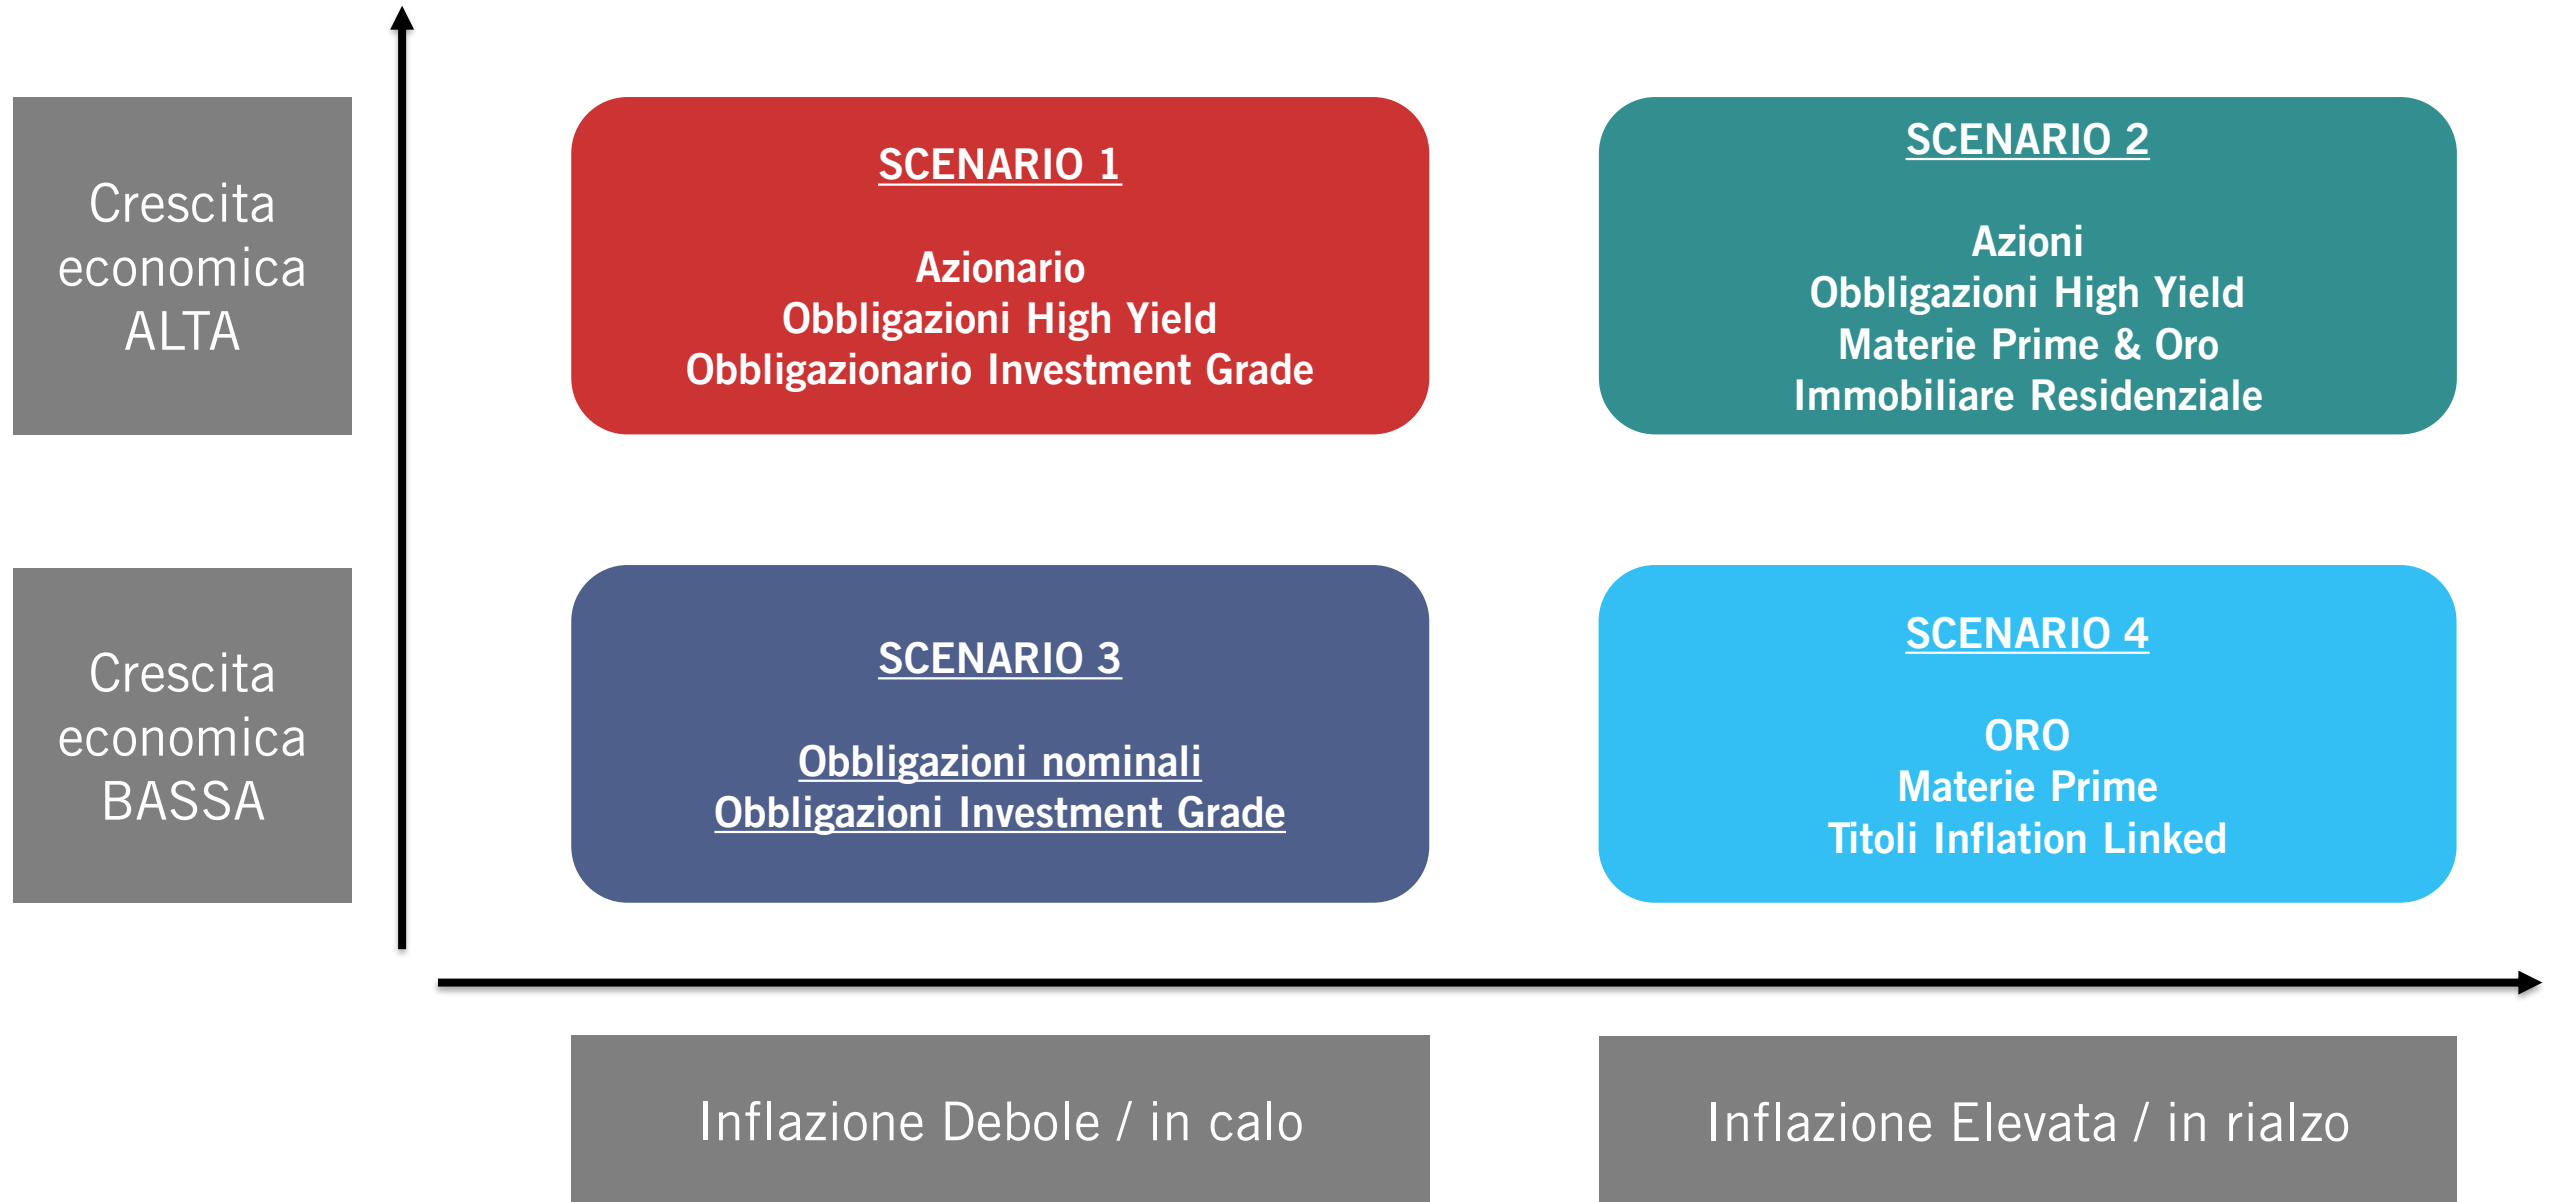 Crescita
economica
ALTA
SCENARIO 1
Azionario
Obbligazioni High Yield
Obbligazionario Investment Grade
SCENARIO 2
Azioni
Obbligazioni High Yield
Materie Prime & Oro
Immobiliare Residenziale
Crescita
economica
BASSA
SCENARIO 3
Obbligazioni nominali
Obbligazioni Investment Grade
SCENARIO 4
ORO
Materie Prime
Titoli Inflation Linked
Inflazione Debole / in calo
Inflazione Elevata / in rialzo